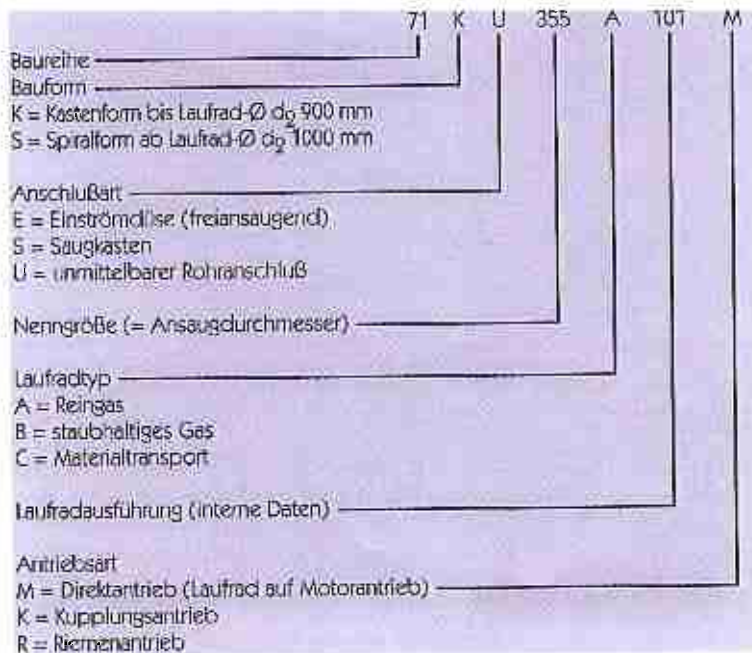 71 K U 355 A 101 M
Baureihe
Bauform
K = Kastenform bis Laufrad-Ø d2 900 mm
S = Spiralform ab Laufrad-Ø d2 1000 mm
Anschlußart
E = Einströmdüse (freiansaugend)
S = Saugkasten
U = unmittelbarer Rohranschluß
Nenngröße (= Ansaugdurchmesser)
Laufradtyp
A = Reingas
B = staubhaltiges Gas
C = Materialtransport
Laufradausführung (interne Daten)
Antriebsart
M = Direktantrieb (Laufrad auf Motorantrieb)
K = Kupplungsantrieb
R = Riemenantrieb